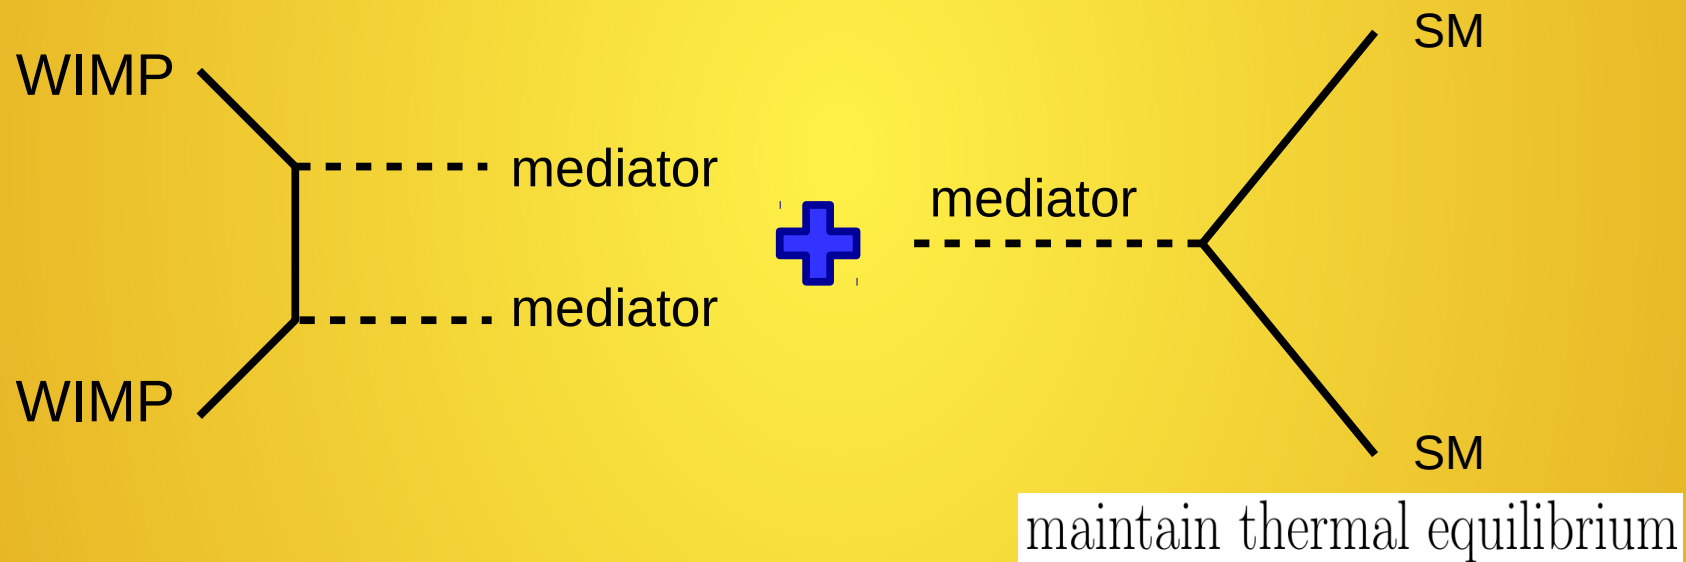 WIMP
mediator
mediator
WIMP
mediator
SM
SM
maintain thermal equilibrium